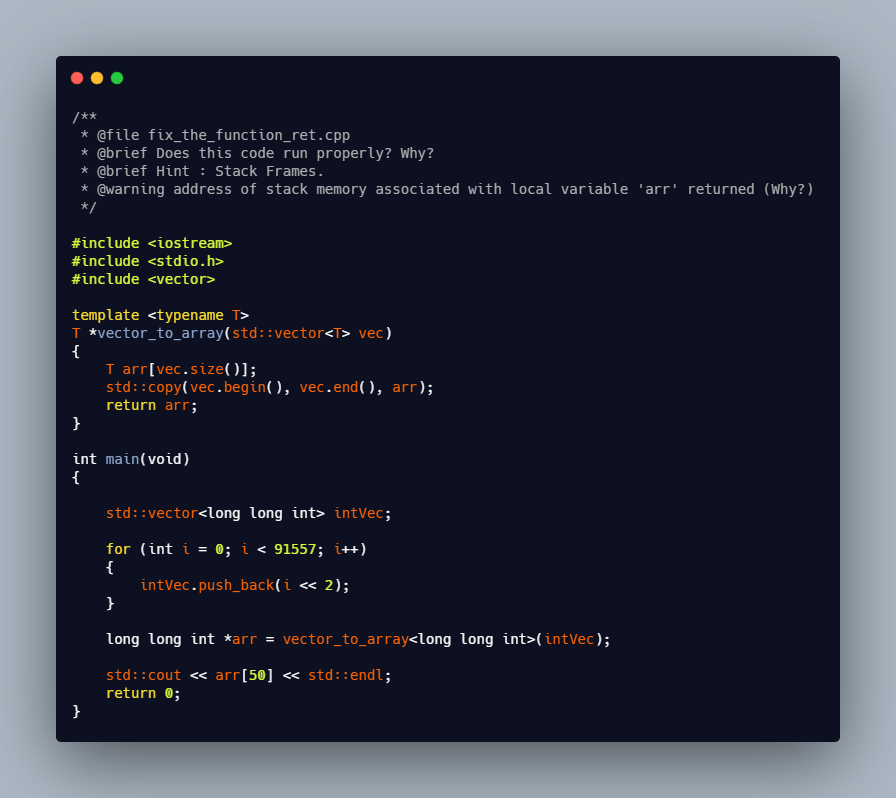 /**
 * @file fix_the_function_ret.cpp
 * @brief Does this code run properly? Why?
 * @brief Hint : Stack Frames.
 * @warning address of stack memory associated with local variable 'arr' returned (Why?)
 */

#include <iostream>
#include <stdio.h>
#include <vector>

template <typename T>
T *vector_to_array(std::vector<T> vec)
{
    T arr[vec.size()];
    std::copy(vec.begin(), vec.end(), arr);
    return arr;
}

int main(void)
{

    std::vector<long long int> intVec;

    for (int i = 0; i < 91557; i++)
    {
        intVec.push_back(i << 2);
    }

    long long int *arr = vector_to_array<long long int>(intVec);

    std::cout << arr[50] << std::endl;
    return 0;
}